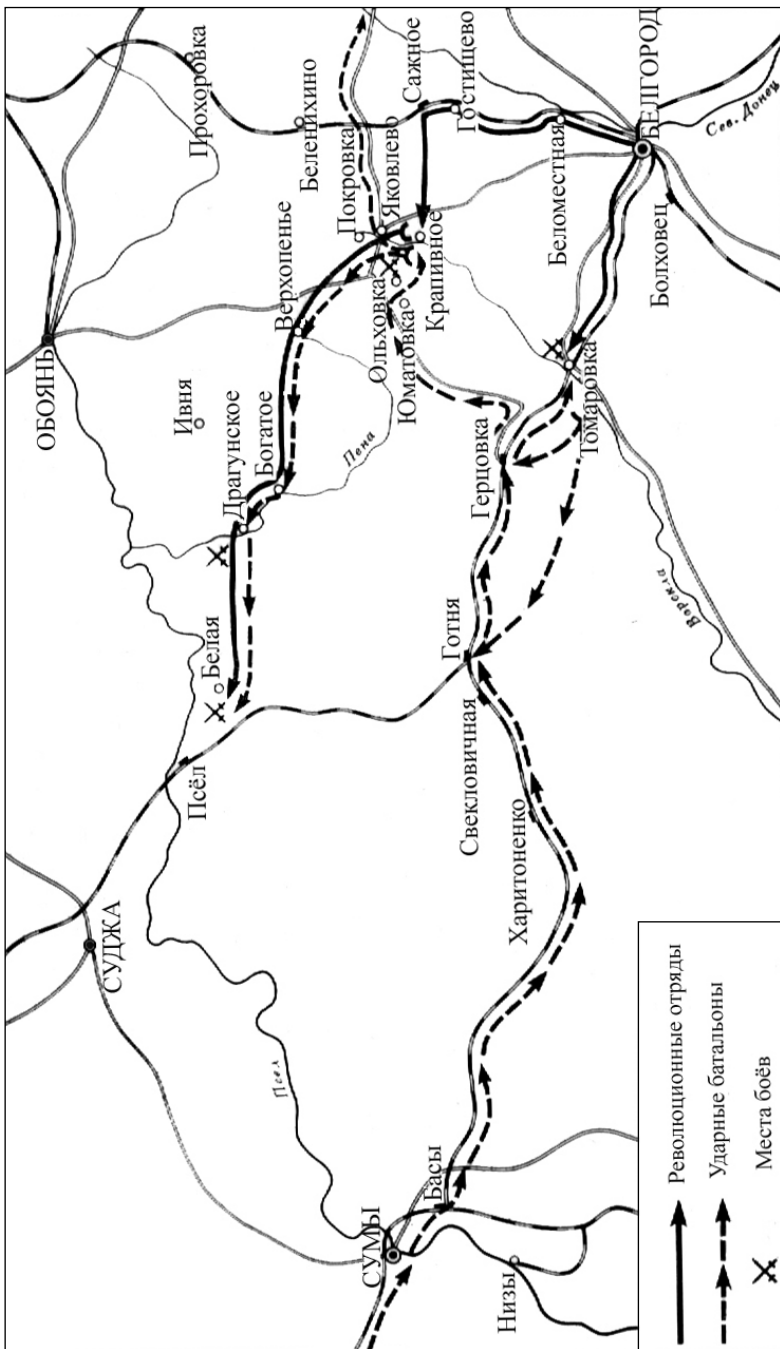 ОБОЯНЬ
Прохоровка
Ивня
Беленихино
Верхопенье
Покровка
Яковлево
Сажное
Гостищево
Драгунское
Богатое
Ольховка
Юматовка
Крапивное
Беломестная
БЕЛГОРОД
Сев. Донец
Болховец
Томаровка
Герцовка
Пена
Ворскла
Белая
Псёл
Готня
Свекловичная
Харитоненко
СУДЖА
Псел
СУМЫ
Басы
Низы
Революционные отряды
Ударные батальоны
Места боёв